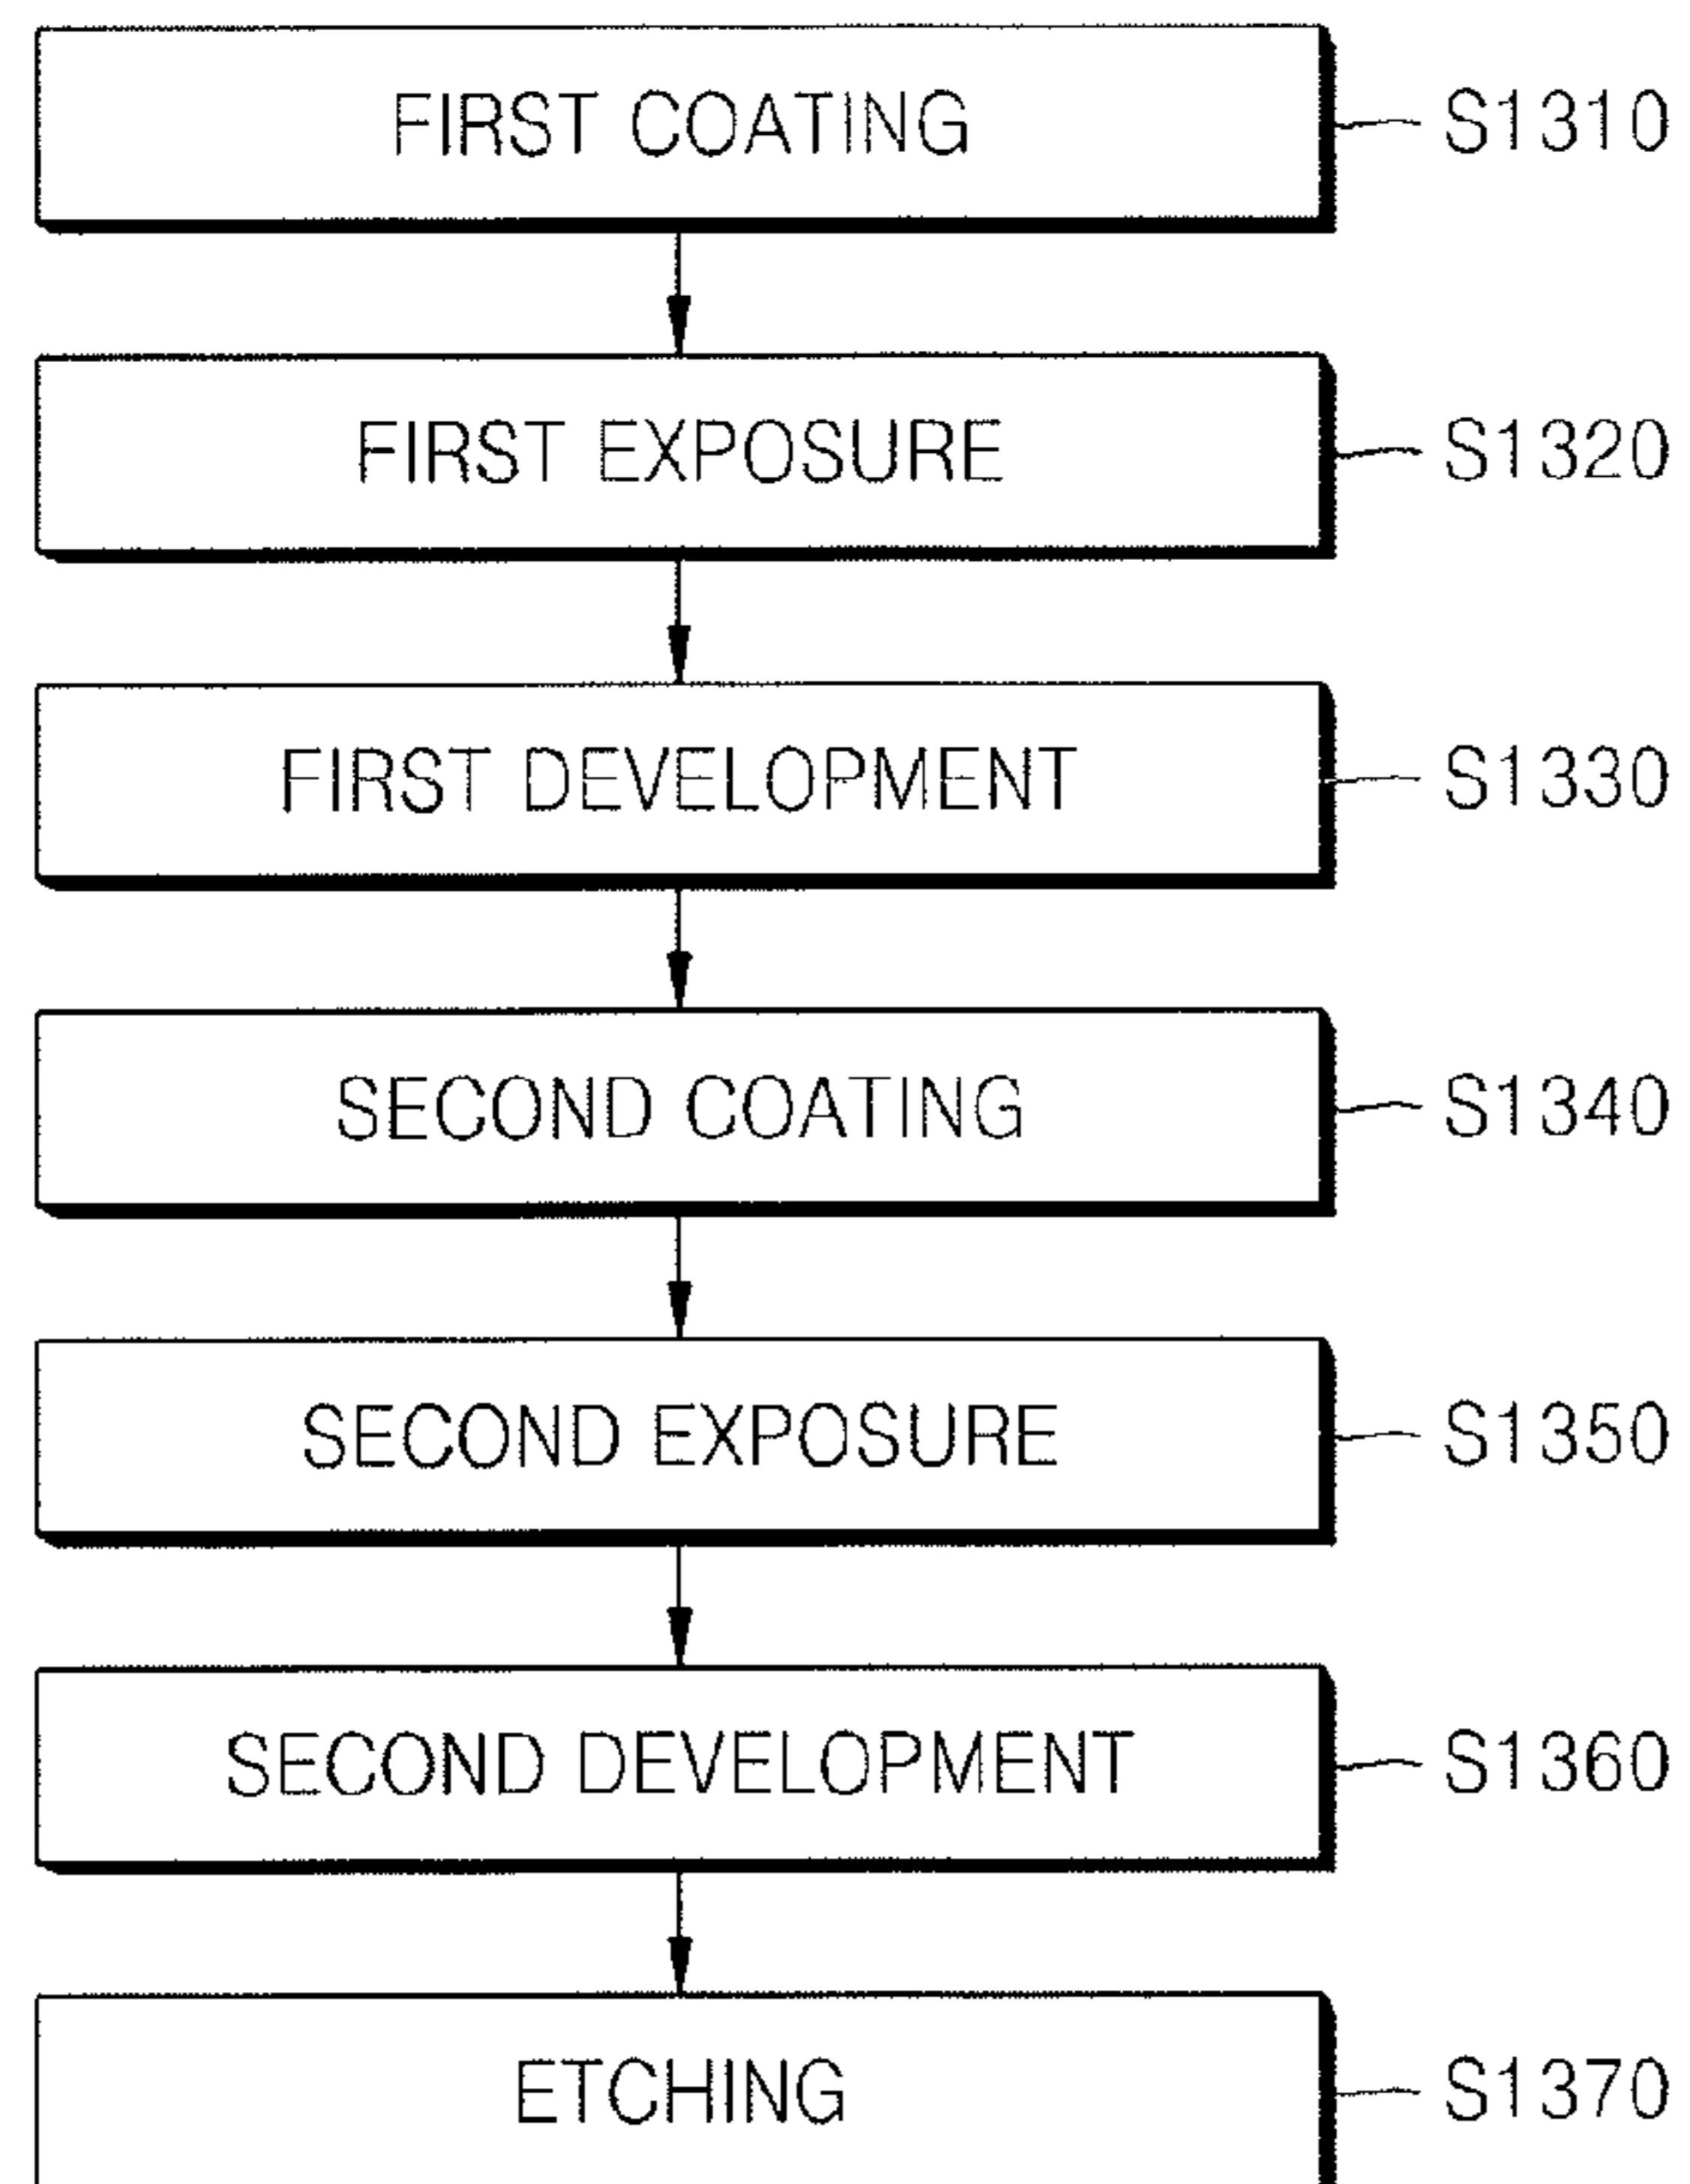 FIRST COATING S1310
FIRST EXPOSURE S1320
FIRST DEVELOPMENT S1330
SECOND COATING S1340
SECOND EXPOSURE S1350
SECOND DEVELOPMENT S1360
ETCHING S1370